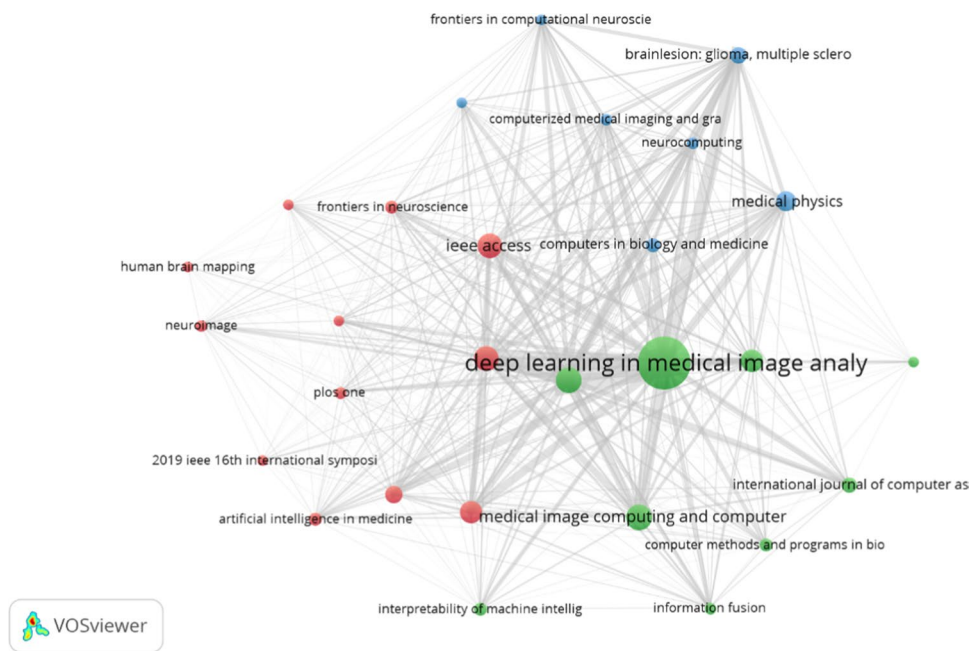 frontiers in computational neuroscie
brainlesion: glioma, multiple sclero
computerized medical imaging and gra
neurocomputing
medical physics
frontiers in neuroscience
ieee access
computers in biology and medicine
human brain mapping
neuroimage
deep learning in medical image analy
plos one
2019 ieee 16th international symposi
international journal of computer as
artificial intelligence in medicine
medical image computing and computer
computer methods and programs in bio
interpretability of machine intellig
information fusion
VOSviewer